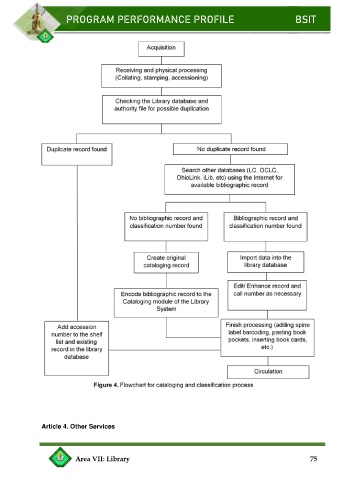 PROGRAM PERFORMANCE PROFILE BSIT
Acquisition
Receiving and physical processing
(Collating, stamping, accessioning)
Checking the Library database and
authority file for possible duplication
Duplicate record found
No duplicate record found
Search other databases (LC, OCLC,
OhioLink, iLib, etc) using the Internet for
available bibliographic record
No bibliographic record and
classification number found
Bibliographic record and
classification number found
Create original
cataloging record
Import data into the
library database
Edit/ Enhance record and
call number as necessary
Encode bibliographic record to the
Cataloging module of the Library
System
Add accession
number to the shelf
list and existing
record in the library
database
Finish processing (adding spine
label barcoding, pasting book
pockets, inserting book cards,
etc.)
Circulation
Figure 4. Flowchart for cataloging and classification process
Article 4. Other Services
Area VII: Library 75